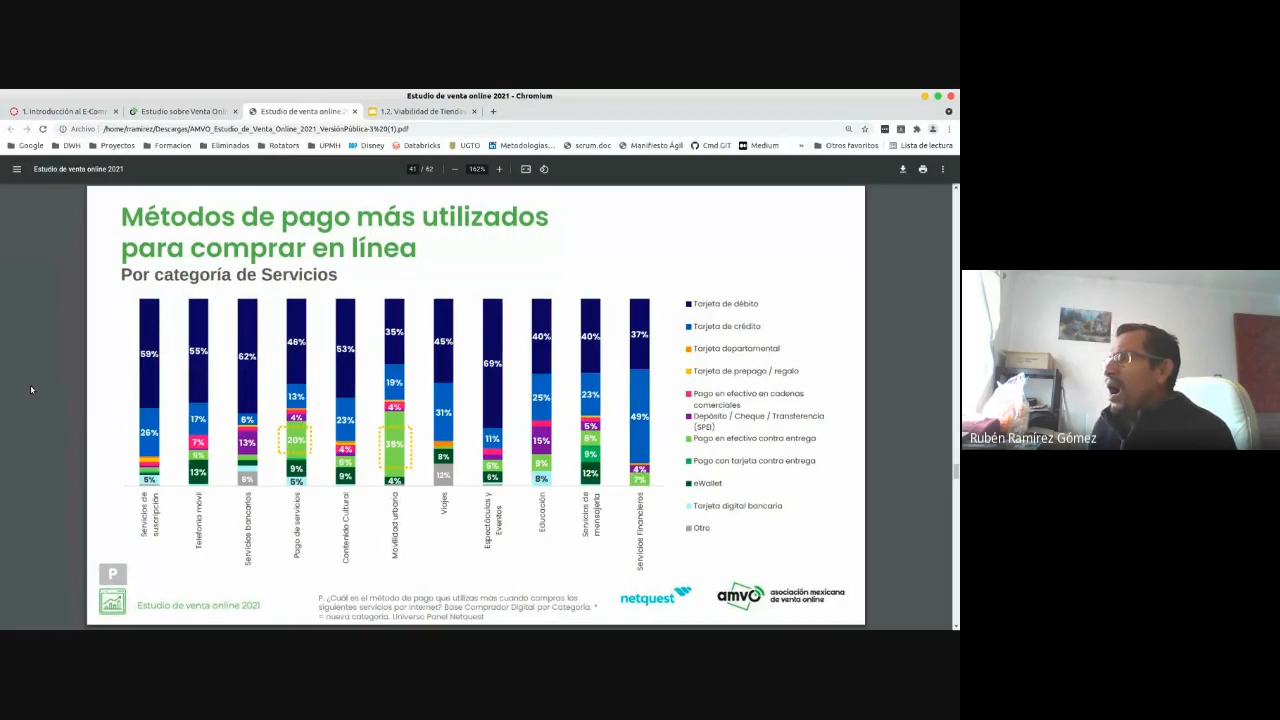 Estudio de venta online 2021 - Chromium
1. Introducción al E-Com
Estudio sobre Venta Onl
Estudio de venta online 2
1.2. Viabilidad de Tienda
Archivo
/home/rramirez/Descargas/AMVO_Estudio_de_Venta_Online_2021_VersiónPública-3%20(1).pdf
Google DWH Proyectos Formacion Eliminados Rotators UPMH Disney Databricks UGTO Metodologías... scrum.doc Manifiesto Ágil Cmd GIT Medium » Otros favoritos Lista de lectura
Estudio de venta online 2021
41 / 62
162%
Métodos de pago más utilizados
para comprar en línea
Por categoría de Servicios
59%
26%
5%
55%
17%
7%
5%
13%
62%
6%
13%
8%
46%
13%
4%
20%
9%
5%
53%
23%
4%
6%
9%
35%
19%
4%
35%
4%
45%
31%
8%
12%
69%
11%
6%
6%
40%
25%
15%
9%
8%
40%
23%
5%
8%
9%
12%
37%
49%
4%
7%
Servicios de suscripción
Telefonía móvil
Servicios bancarios
Pago de servicios
Contenido Cultural
Movilidad urbana
Viajes
Espectáculos y Eventos
Educación
Servicios de mensajería
Servicios Financieros
Tarjeta de débito
Tarjeta de crédito
Tarjeta departamental
Tarjeta de prepago / regalo
Pago en efectivo en cadenas
comerciales
Depósito / Cheque / Transferencia
(SPEI)
Pago en efectivo contra entrega
Pago con tarjeta contra entrega
eWallet
Tarjeta digital bancaria
Otro
P
Estudio de venta online 2021
P. ¿Cuál es el método de pago que utilizas más cuando compras los
siguientes servicios por internet? Base Comprador Digital por Categoría. *
= nueva categoría. Universo Panel Netquest
netquest
amvo
asociación mexicana
de venta online
Rubén Ramírez Gómez